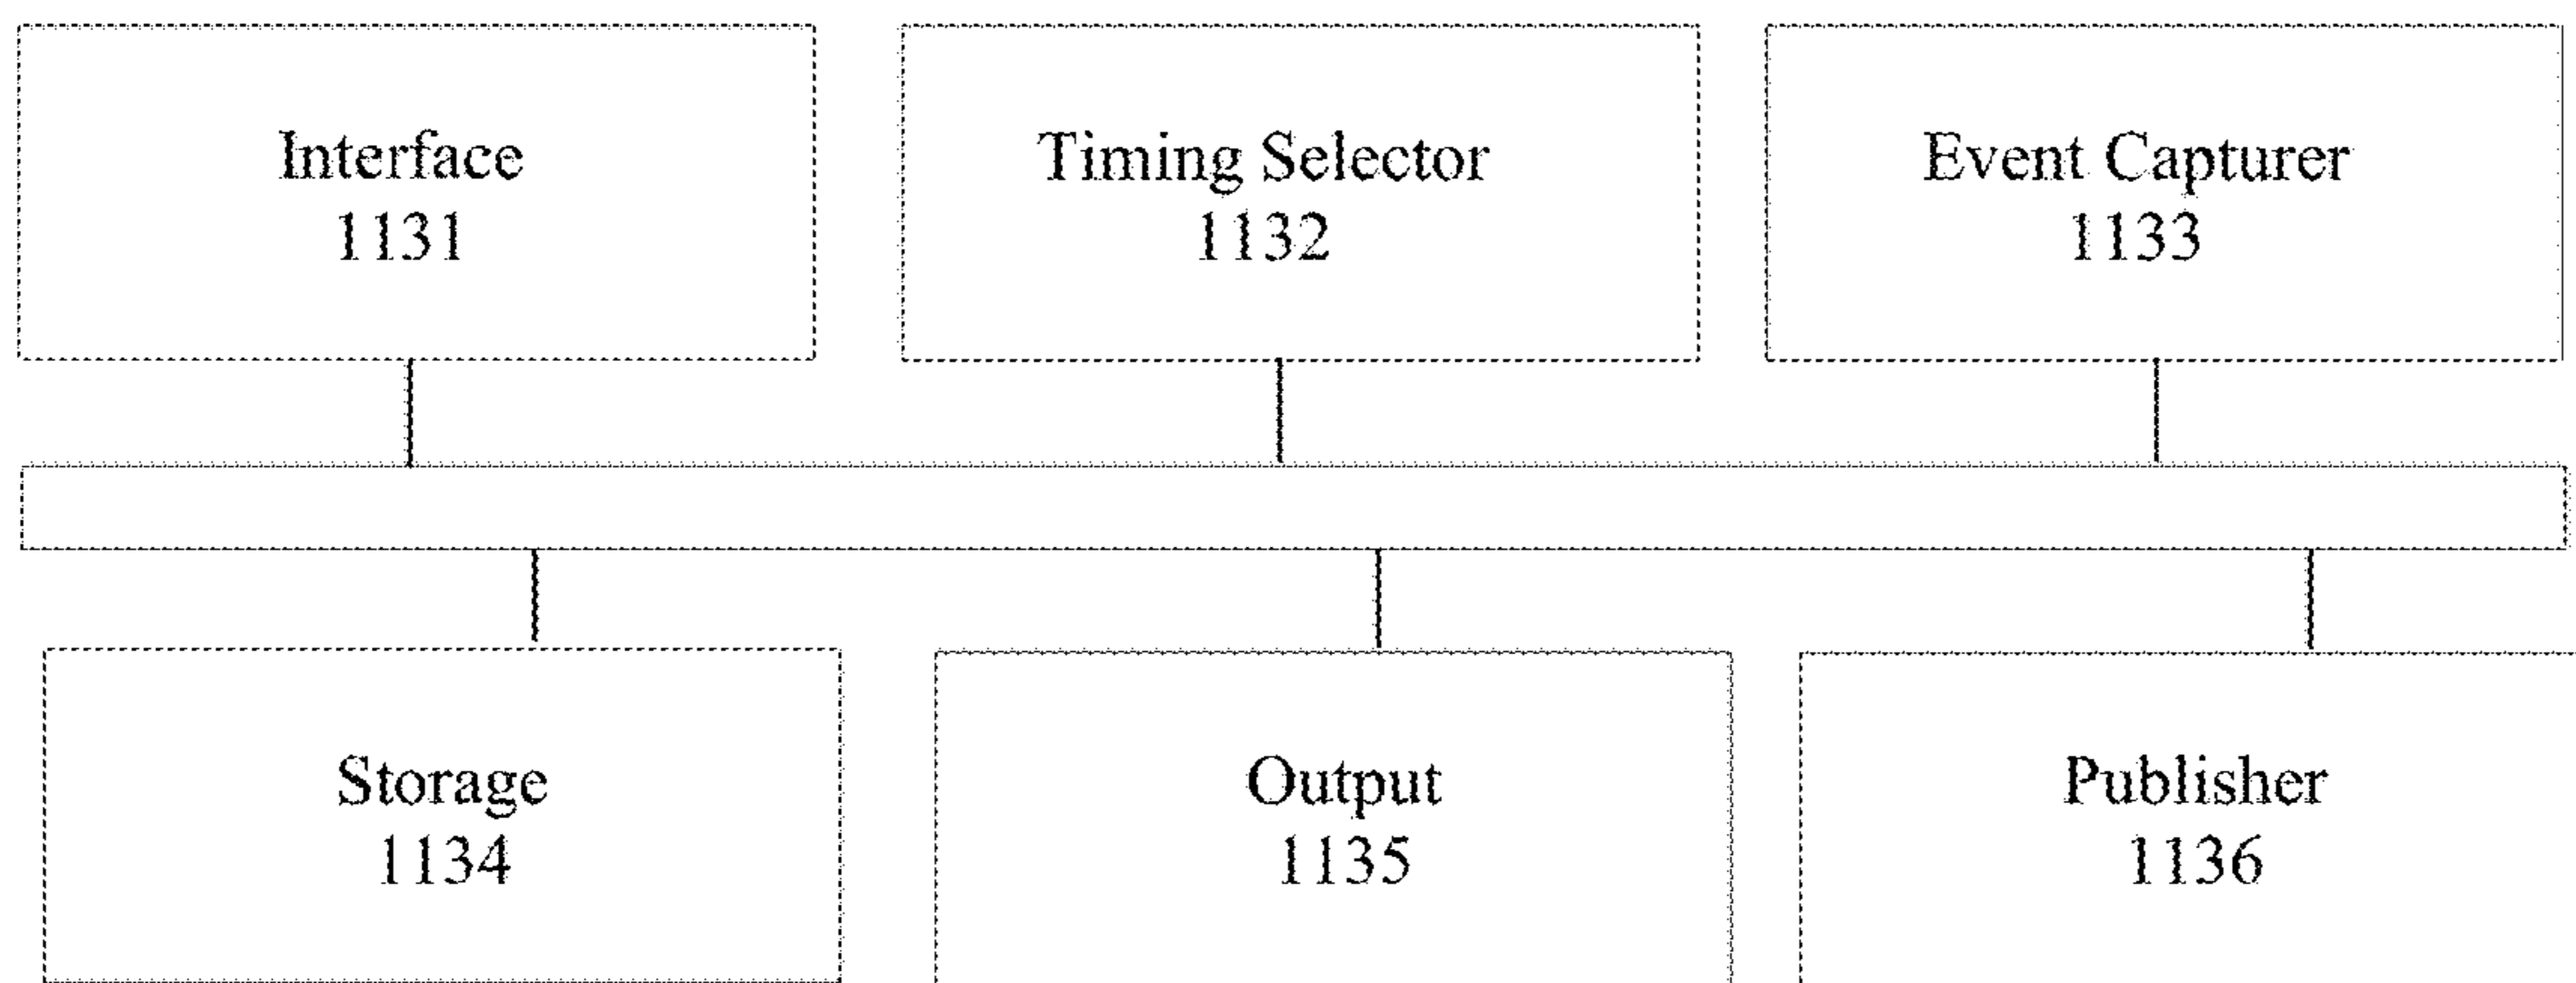 Interface
1131
Timing Selector
1132
Event Capturer
1133
Storage
1134
Output
1135
Publisher
1136